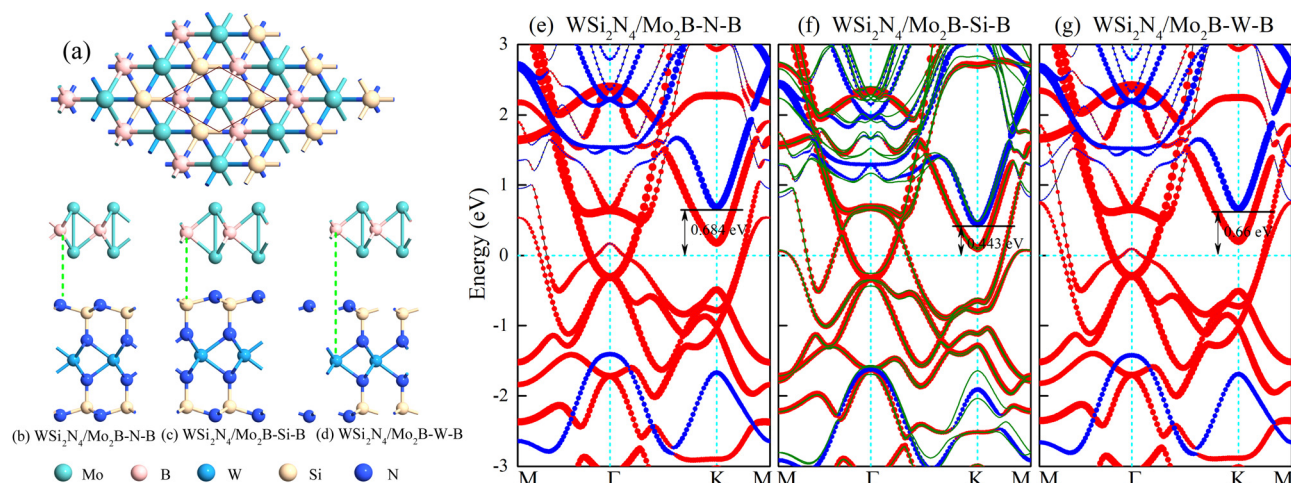 (a)
(b) WSi₂N₄/Mo₂B-N-B
(c) WSi₂N₄/Mo₂B-Si-B
(d) WSi₂N₄/Mo₂B-W-B
Mo
B
W
Si
N
(e) WSi₂N₄/Mo₂B-N-B
(f) WSi₂N₄/Mo₂B-Si-B
(g) WSi₂N₄/Mo₂B-W-B
Energy (eV)
3
2
1
0
-1
-2
-3
0.684 eV
0.443 eV
0.66 eV
M Γ K M Γ K M Γ K M